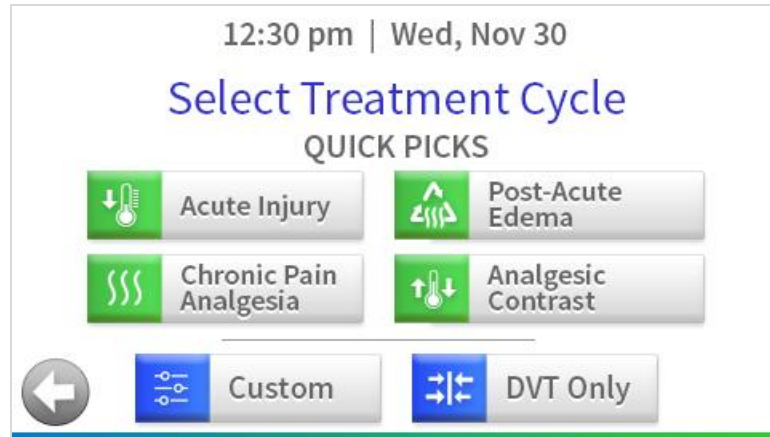 12:30 pm | Wed, Nov 30
Select Treatment Cycle
QUICK PICKS
Acute Injury
Post-Acute
Edema
Chronic Pain
Analgesia
Analgesic
Contrast
Custom
DVT Only